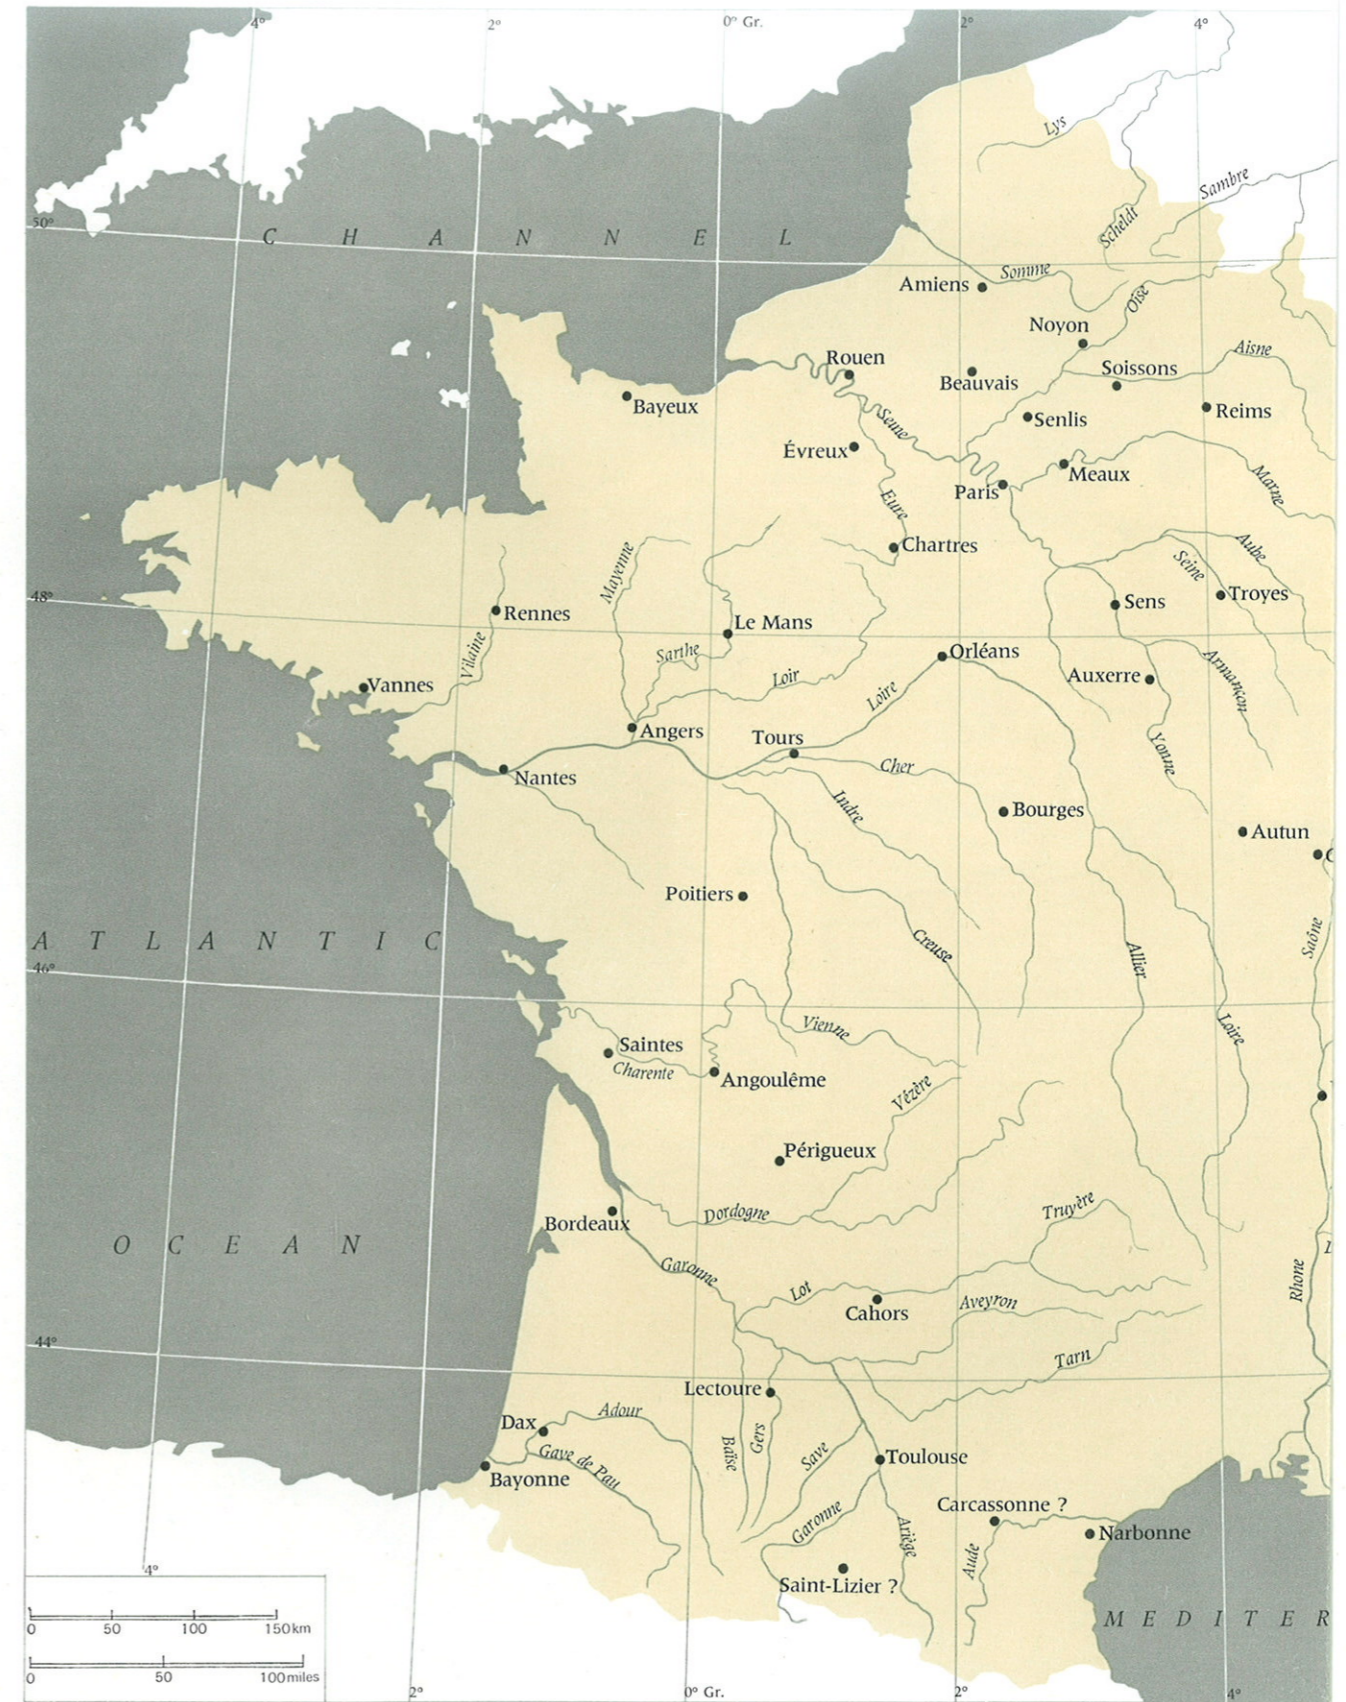 4°
2°
0° Gr.
2°
4°
Lys
Sambre
Scheldt
50°
C H A N N E L
Somme
Amiens
Oise
Noyon
Aisne
Rouen
Soissons
Beauvais
Bayeux
Reims
Senlis
Seine
Évreux
Meaux
Marne
Paris
Eure
Chartres
Aube
Mayenne
Seine
48°
Troyes
Sens
Rennes
Le Mans
Vilaine
Sarthe
Orléans
Armançon
Loir
Auxerre
Vannes
Loire
Angers
Tours
Yonne
Cher
Nantes
Indre
Bourges
Autun
C
Poitiers
Saône
A T L A N T I C
Creuse
Allier
46°
Vienne
Loire
Saintes
Charente
Angoulême
Vézère
Périgueux
Truyère
Dordogne
Bordeaux
O C E A N
Garonne
Rhone
Lot
Aveyron
Cahors
44°
Tarn
Lectoure
Adour
Dax
Gers
Baïse
Save
Gave de Pau
Toulouse
Bayonne
Carcassonne ?
Garonne
Ariège
Narbonne
Aude
4°
Saint-Lizier ?
M E D I T E R
0 50 100 150km
0 50 100 miles
2°
0° Gr.
2°
4°